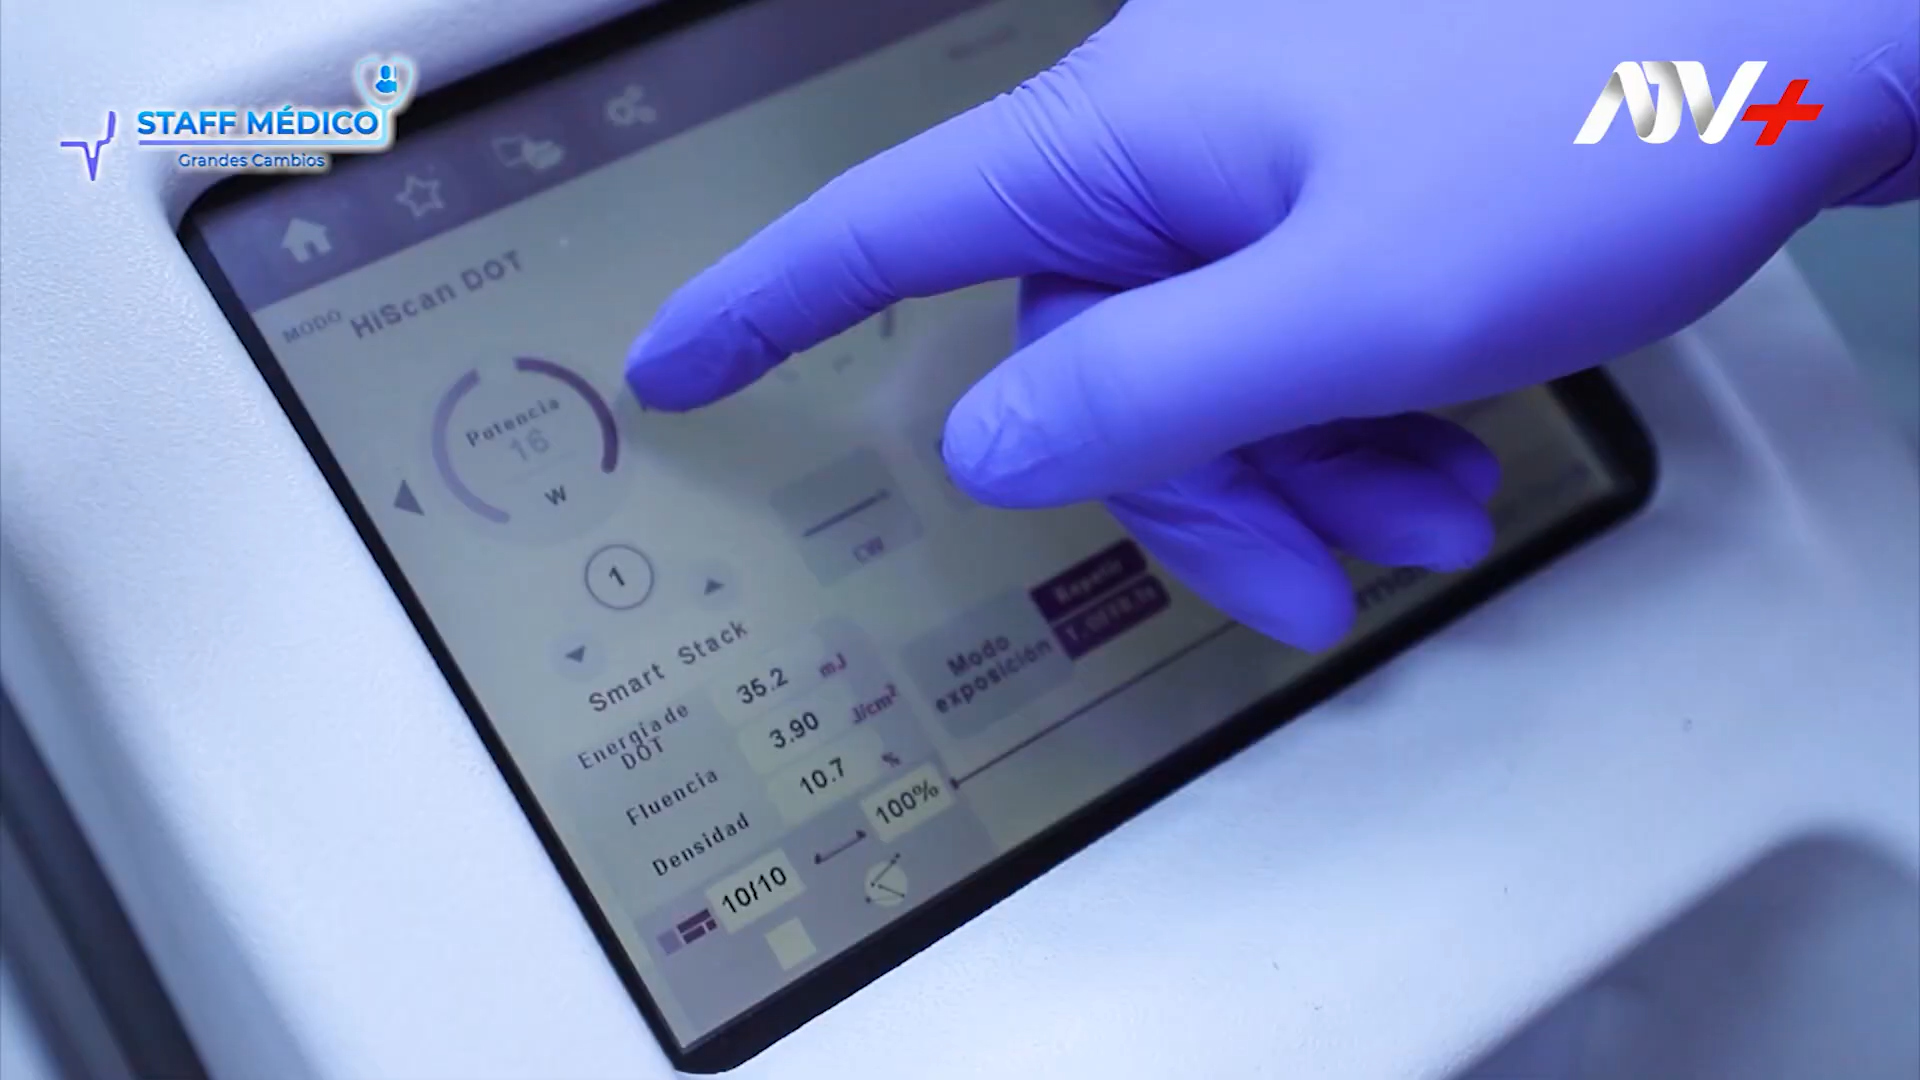 STAFF MÉDICO
Grandes Cambios
ATV+
MODO HiScan DOT
Potencia
16
W
1
Smart Stack
CW
Energía de DOT 35.2 mJ
Fluencia 3.90 J/cm²
Densidad 10.7 %
10/10 100%
Modo exposición
Repetir